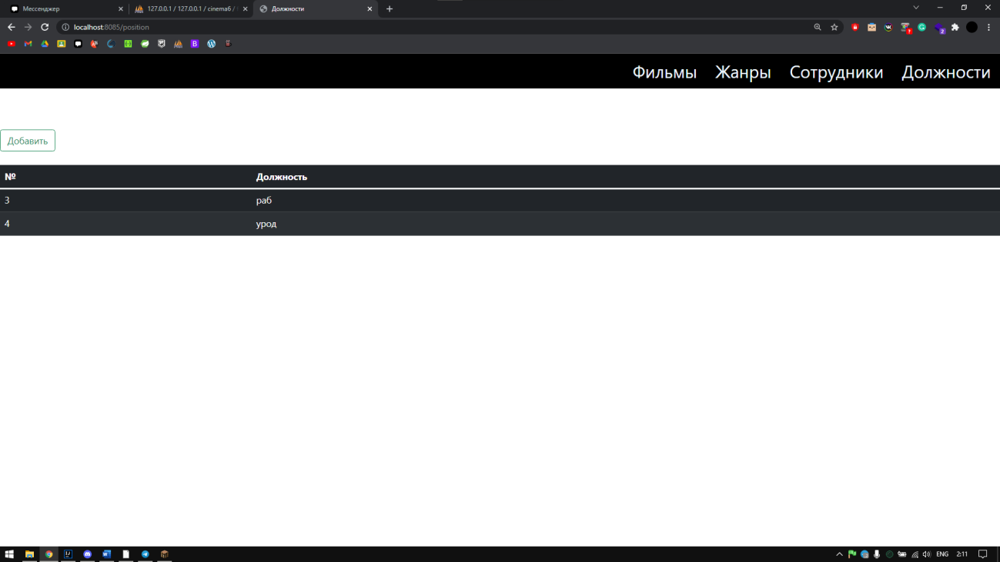 Мессенджер
127.0.0.1 / 127.0.0.1 / cinema6 /
Должности
localhost:8085/position
Фильмы Жанры Сотрудники Должности
Добавить
№ Должность
3 раб
4 урод
ENG 2:11